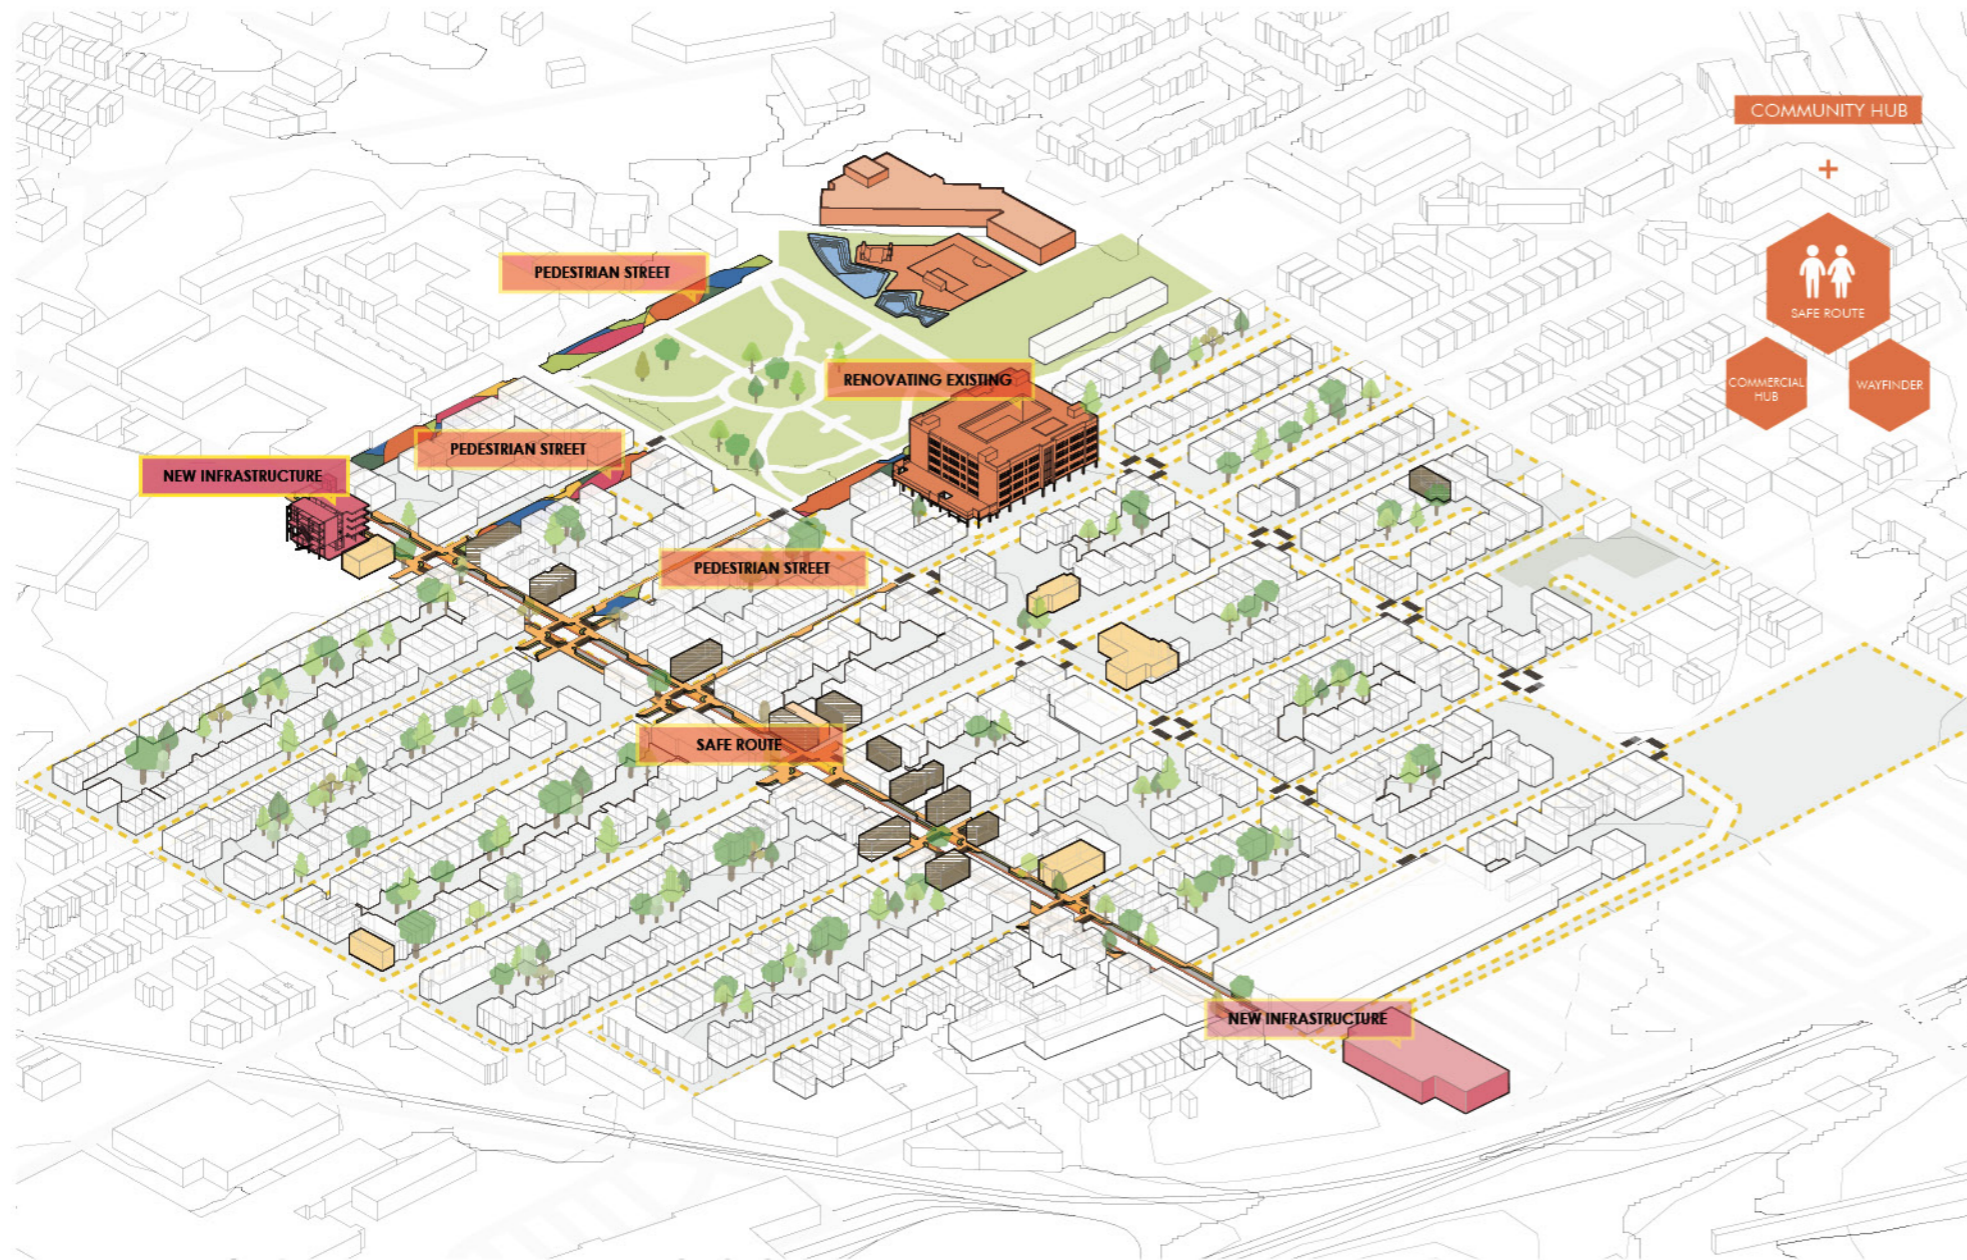 COMMUNITY HUB
+
SAFE ROUTE
COMMERCIAL
HUB
WAYFINDER
PEDESTRIAN STREET
RENOVATING EXISTING
PEDESTRIAN STREET
NEW INFRASTRUCTURE
PEDESTRIAN STREET
SAFE ROUTE
NEW INFRASTRUCTURE